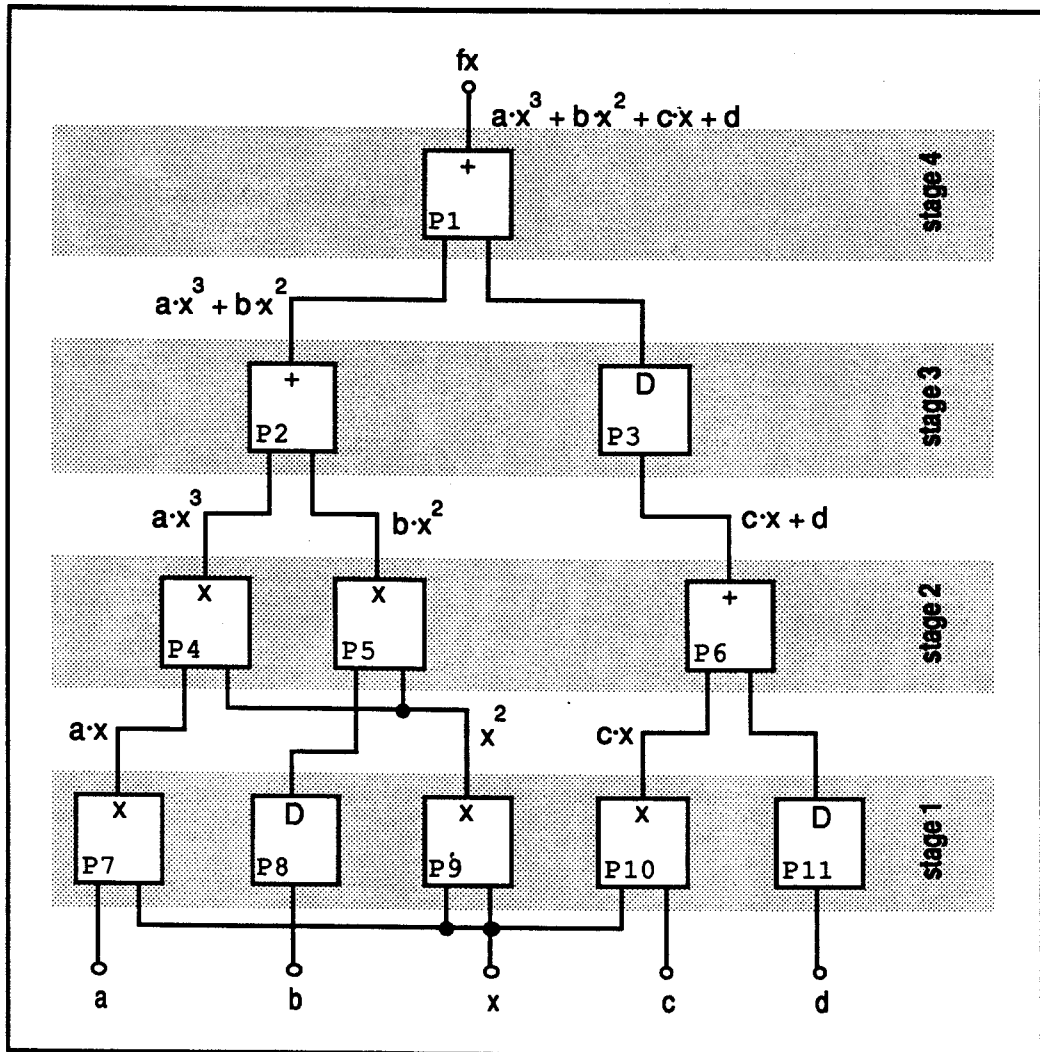 fx
a·x³ + b·x² + c·x + d
+
P1
stage 4
a·x³ + b·x²
+
P2
D
P3
stage 3
a·x³
b·x²
c·x + d
x
P4
x
P5
+
P6
stage 2
a·x
x²
c·x
x
P7
D
P8
x
P9
x
P10
D
P11
stage 1
a
b
x
c
d